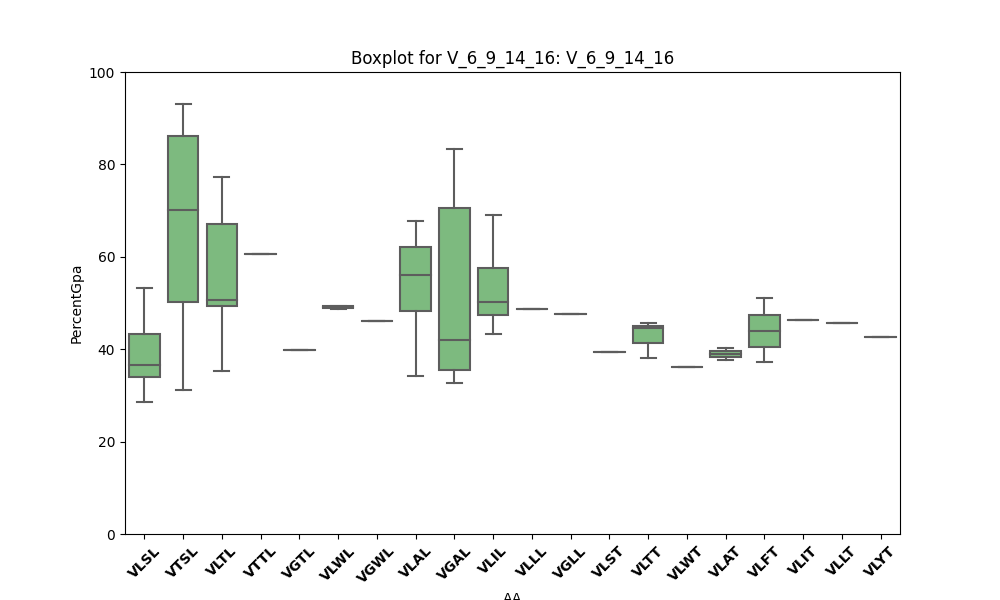 Boxplot for V_6_9_14_16: V_6_9_14_16
PercentGpa
100
80
60
40
20
0
VLSL VTSL VLTL VTTL VGTL VLWL VGWL VLAL VGAL VLIL VLLL VGLL VLST VLTT VLWT VLAT VLFT VLIT VLLT VLYT
AA